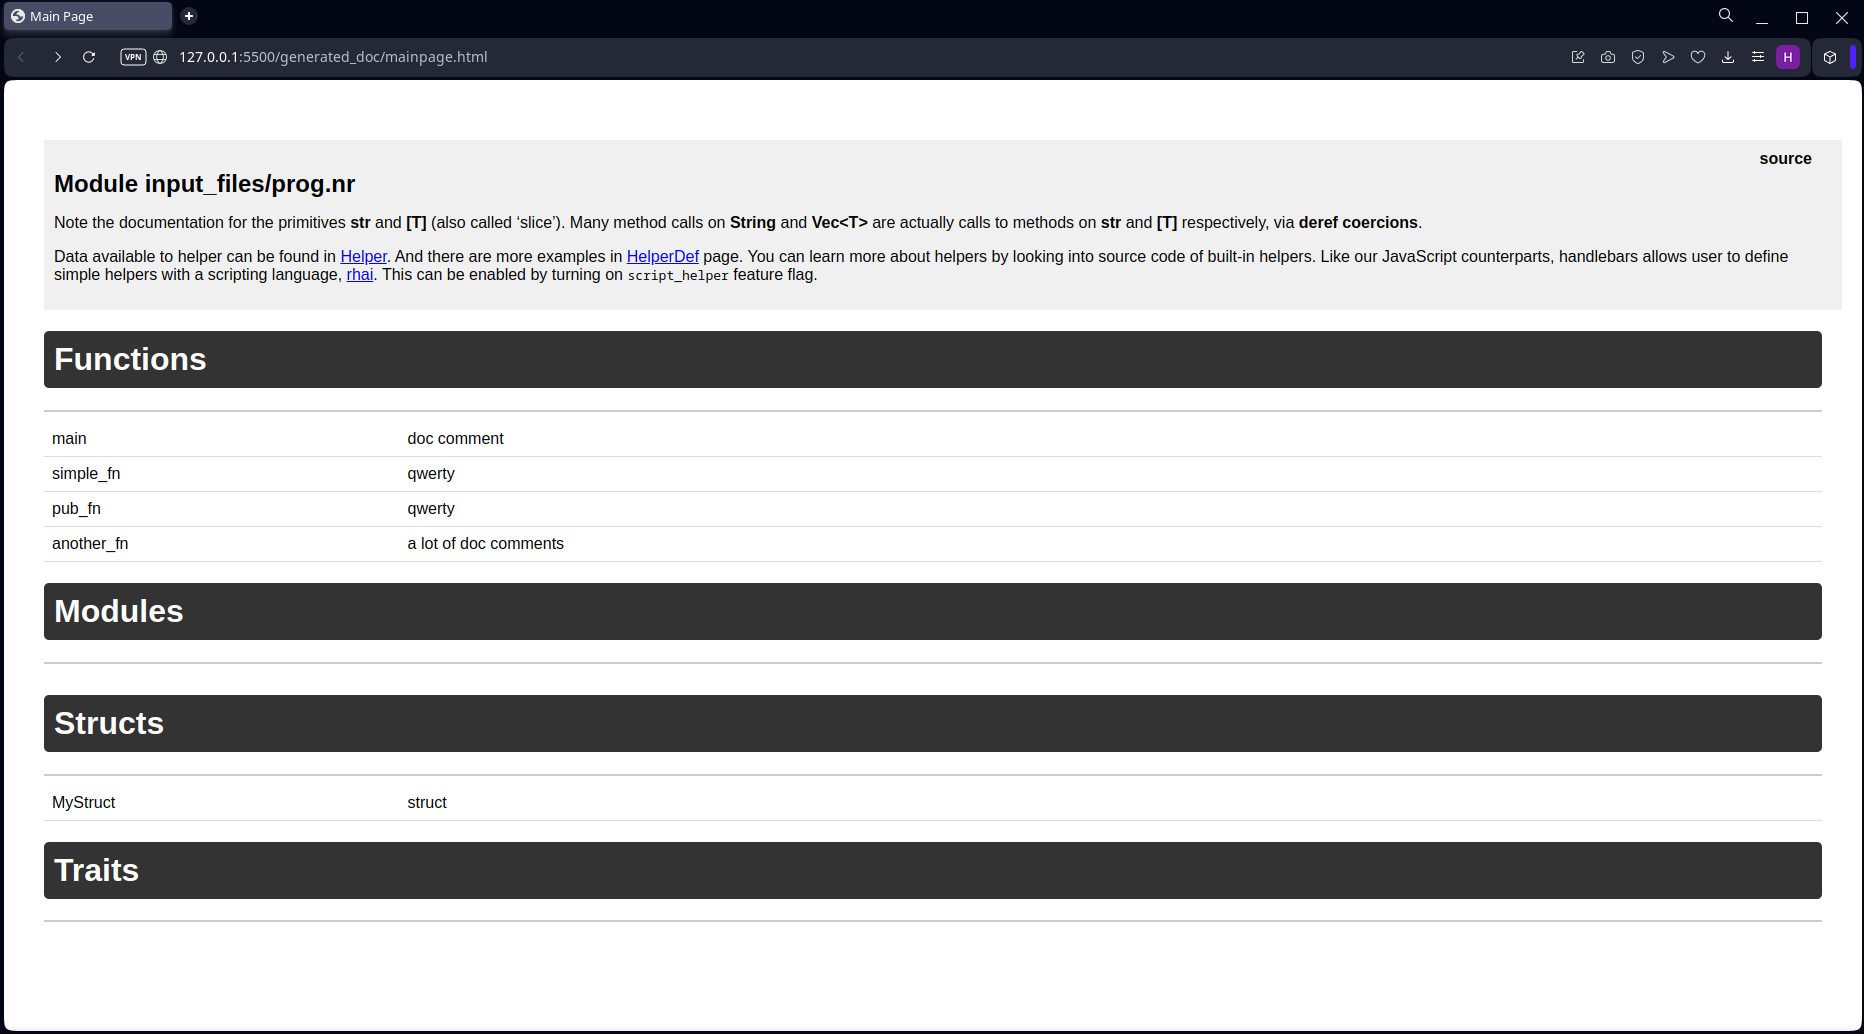 Main Page
VPN
127.0.0.1:5500/generated_doc/mainpage.html
H
source
Module input_files/prog.nr
Note the documentation for the primitives str and [T] (also called ‘slice’). Many method calls on String and Vec<T> are actually calls to methods on str and [T] respectively, via deref coercions.
Data available to helper can be found in Helper. And there are more examples in HelperDef page. You can learn more about helpers by looking into source code of built-in helpers. Like our JavaScript counterparts, handlebars allows user to define
simple helpers with a scripting language, rhai. This can be enabled by turning on script_helper feature flag.
Functions
main doc comment
simple_fn qwerty
pub_fn qwerty
another_fn a lot of doc comments
Modules
Structs
MyStruct struct
Traits